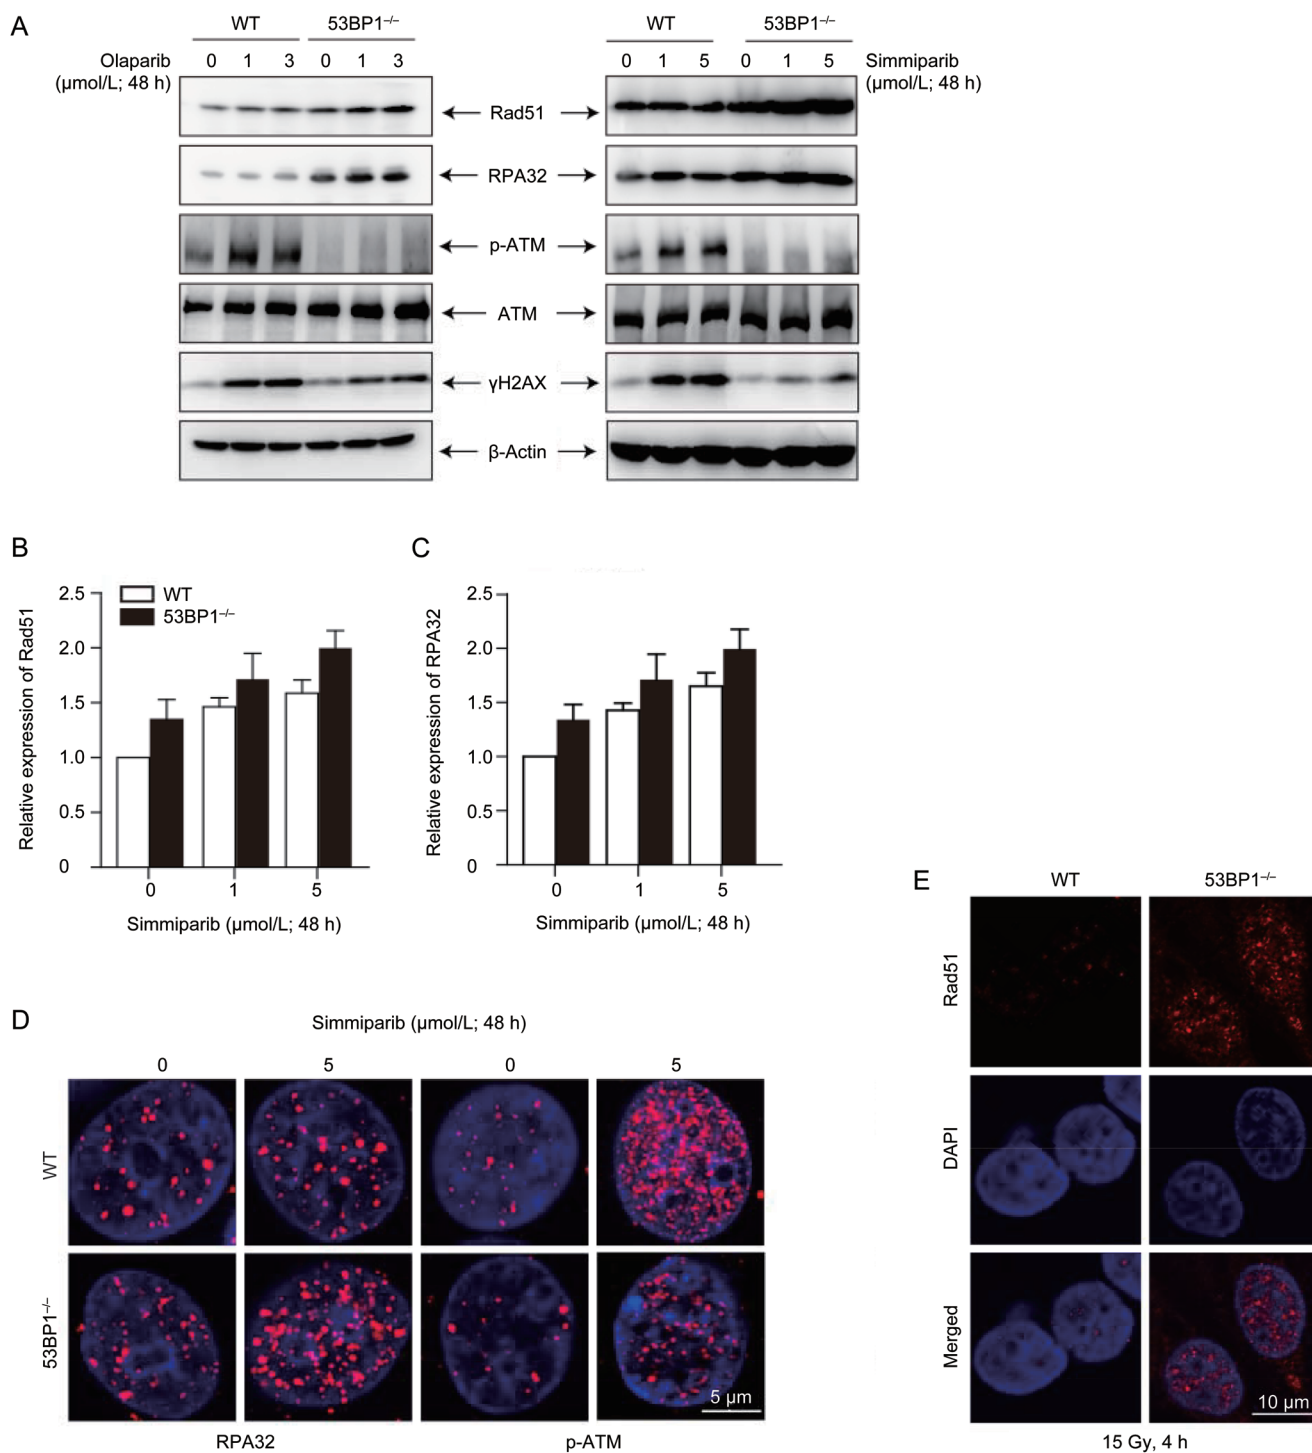 A
WT 53BP1–/– WT 53BP1–/–
Olaparib 0 1 3 0 1 3 0 1 5 0 1 5 Simmiparib
(µmol/L; 48 h) (µmol/L; 48 h)
Rad51
RPA32
p-ATM
ATM
γH2AX
β-Actin
B
2.5
2.0
1.5
1.0
0.5
0
Relative expression of Rad51
WT
53BP1–/–
0 1 5
Simmiparib (µmol/L; 48 h)
C
2.5
2.0
1.5
1.0
0.5
0
Relative expression of RPA32
0 1 5
Simmiparib (µmol/L; 48 h)
D
Simmiparib (µmol/L; 48 h)
0 5 0 5
WT
53BP1–/–
5 µm
RPA32 p-ATM
E
WT 53BP1–/–
Rad51
DAPI
Merged
10 µm
15 Gy, 4 h